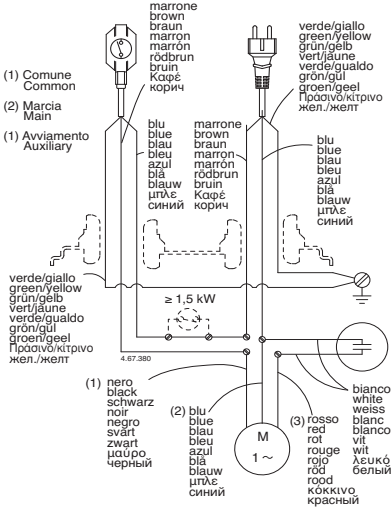 marrone
brown
braun
marron
marrón
rödbrun
bruin
Καφέ
корич
verde/giallo
green/yellow
grün/gelb
vert/jaune
verde/gualdo
grön/gul
groen/geel
Πράσινο/κίτρινο
жел./желт
(1) Comune
Common
(2) Marcia
Main
(1) Avviamento
Auxiliary
blu
blue
blau
bleu
azul
blå
blauw
μπλε
синий
marrone
brown
braun
marron
marrón
rödbrun
bruin
Καφέ
корич
blu
blue
blau
bleu
azul
blå
blauw
μπλε
синий
verde/giallo
green/yellow
grün/gelb
vert/jaune
verde/gualdo
grön/gul
groen/geel
Πράσινο/κίτρινο
жел./желт
≥ 1,5 kW
4.67.380
(1) nero
black
schwarz
noir
negro
svart
zwart
μαύρο
черный
(2) blu
blue
blau
bleu
azul
blå
blauw
μπλε
синий
M
1 ~
(3) rosso
red
rot
rouge
rojo
röd
rood
κόκκινο
красный
bianco
white
weiss
blanc
blanco
vit
wit
λευκό
белый